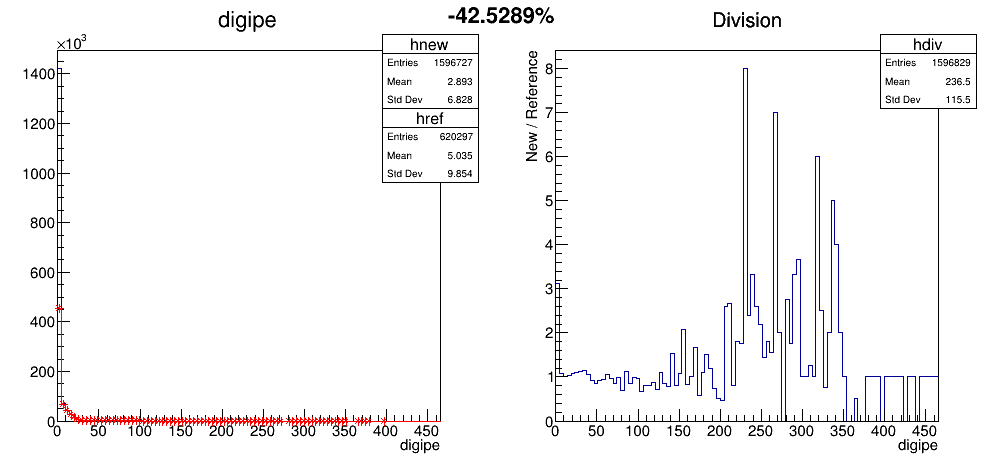 digipe
-42.5289%
Division
×10³
hnew
Entries 1596727
Mean 2.893
Std Dev 6.828
href
Entries 620297
Mean 5.035
Std Dev 9.854
1400
1200
1000
800
600
400
200
0
0 50 100 150 200 250 300 350 400 450
digipe
hdiv
Entries 1596829
Mean 236.5
Std Dev 115.5
New / Reference
8
7
6
5
4
3
2
1
0
0 50 100 150 200 250 300 350 400 450
digipe